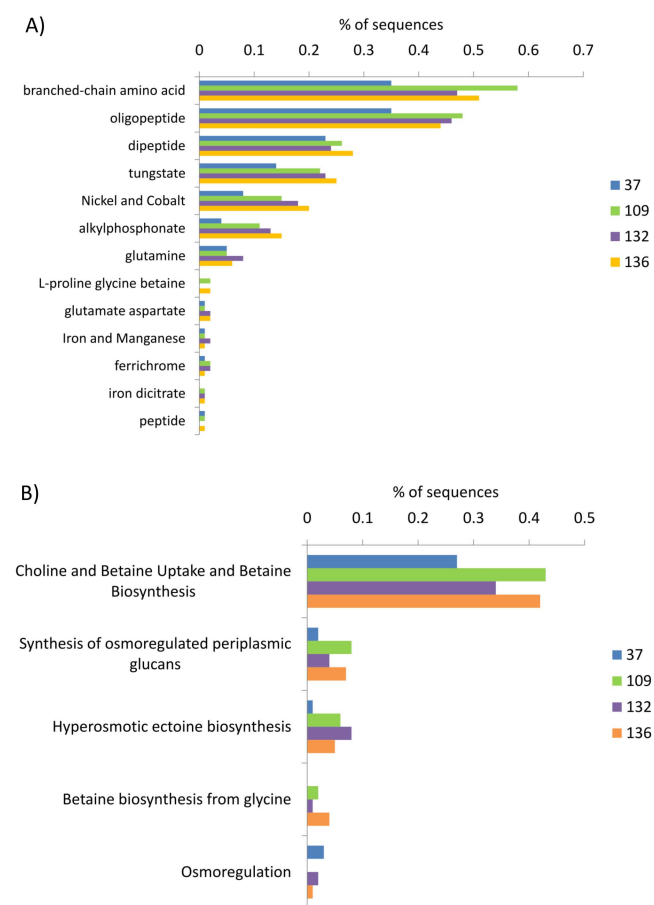 A)
% of sequences
0 0.1 0.2 0.3 0.4 0.5 0.6 0.7
branched-chain amino acid
oligopeptide
dipeptide
tungstate
Nickel and Cobalt
alkylphosphonate
glutamine
L-proline glycine betaine
glutamate aspartate
Iron and Manganese
ferrichrome
iron dicitrate
peptide
37
109
132
136
B)
% of sequences
0 0.1 0.2 0.3 0.4 0.5
Choline and Betaine Uptake and Betaine
Biosynthesis
Synthesis of osmoregulated periplasmic
glucans
Hyperosmotic ectoine biosynthesis
Betaine biosynthesis from glycine
Osmoregulation
37
109
132
136